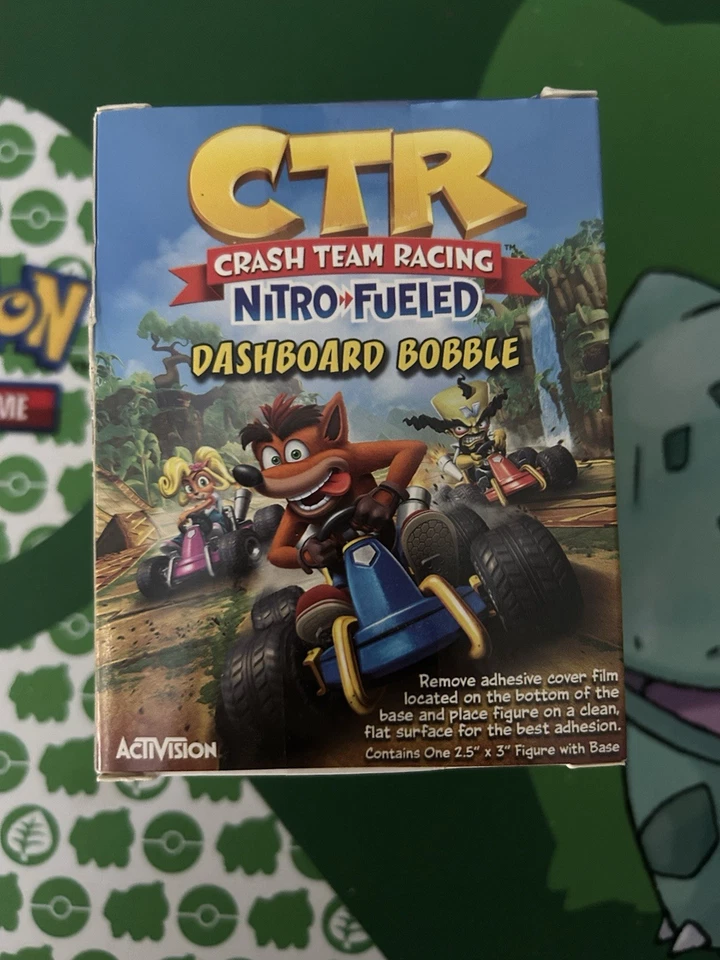 CTR
CRASH TEAM RACING™
NITRO FUELED
DASHBOARD BOBBLE
ON
ME
Remove adhesive cover film
located on the bottom of the
base and place figure on a clean,
flat surface for the best adhesion.
Contains One 2.5" x 3" Figure with Base
ACTIVISION